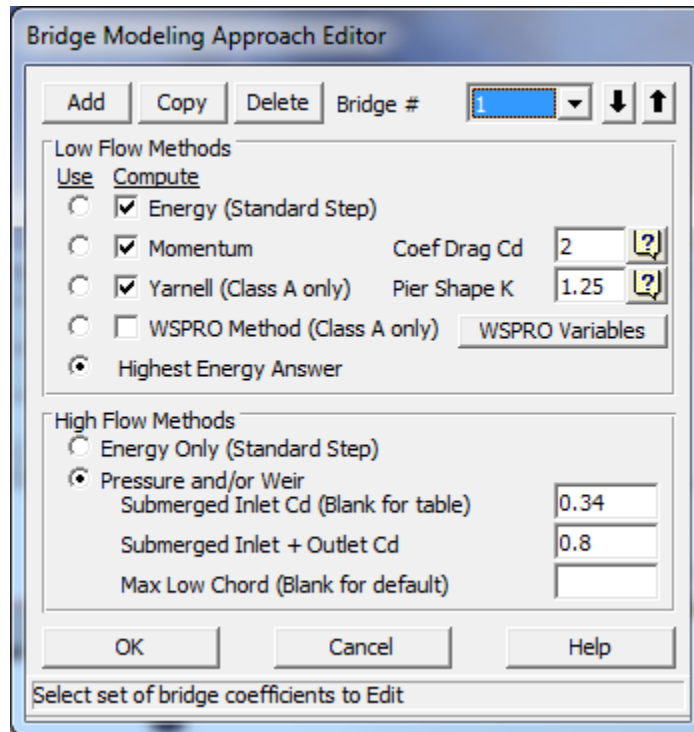 Bridge Modeling Approach Editor
Add Copy Delete Bridge # 1
Low Flow Methods
Use Compute
Energy (Standard Step)
Momentum Coef Drag Cd 2 ?
Yarnell (Class A only) Pier Shape K 1.25 ?
WSPRO Method (Class A only) WSPRO Variables
Highest Energy Answer
High Flow Methods
Energy Only (Standard Step)
Pressure and/or Weir
Submerged Inlet Cd (Blank for table) 0.34
Submerged Inlet + Outlet Cd 0.8
Max Low Chord (Blank for default)
OK Cancel Help
Select set of bridge coefficients to Edit